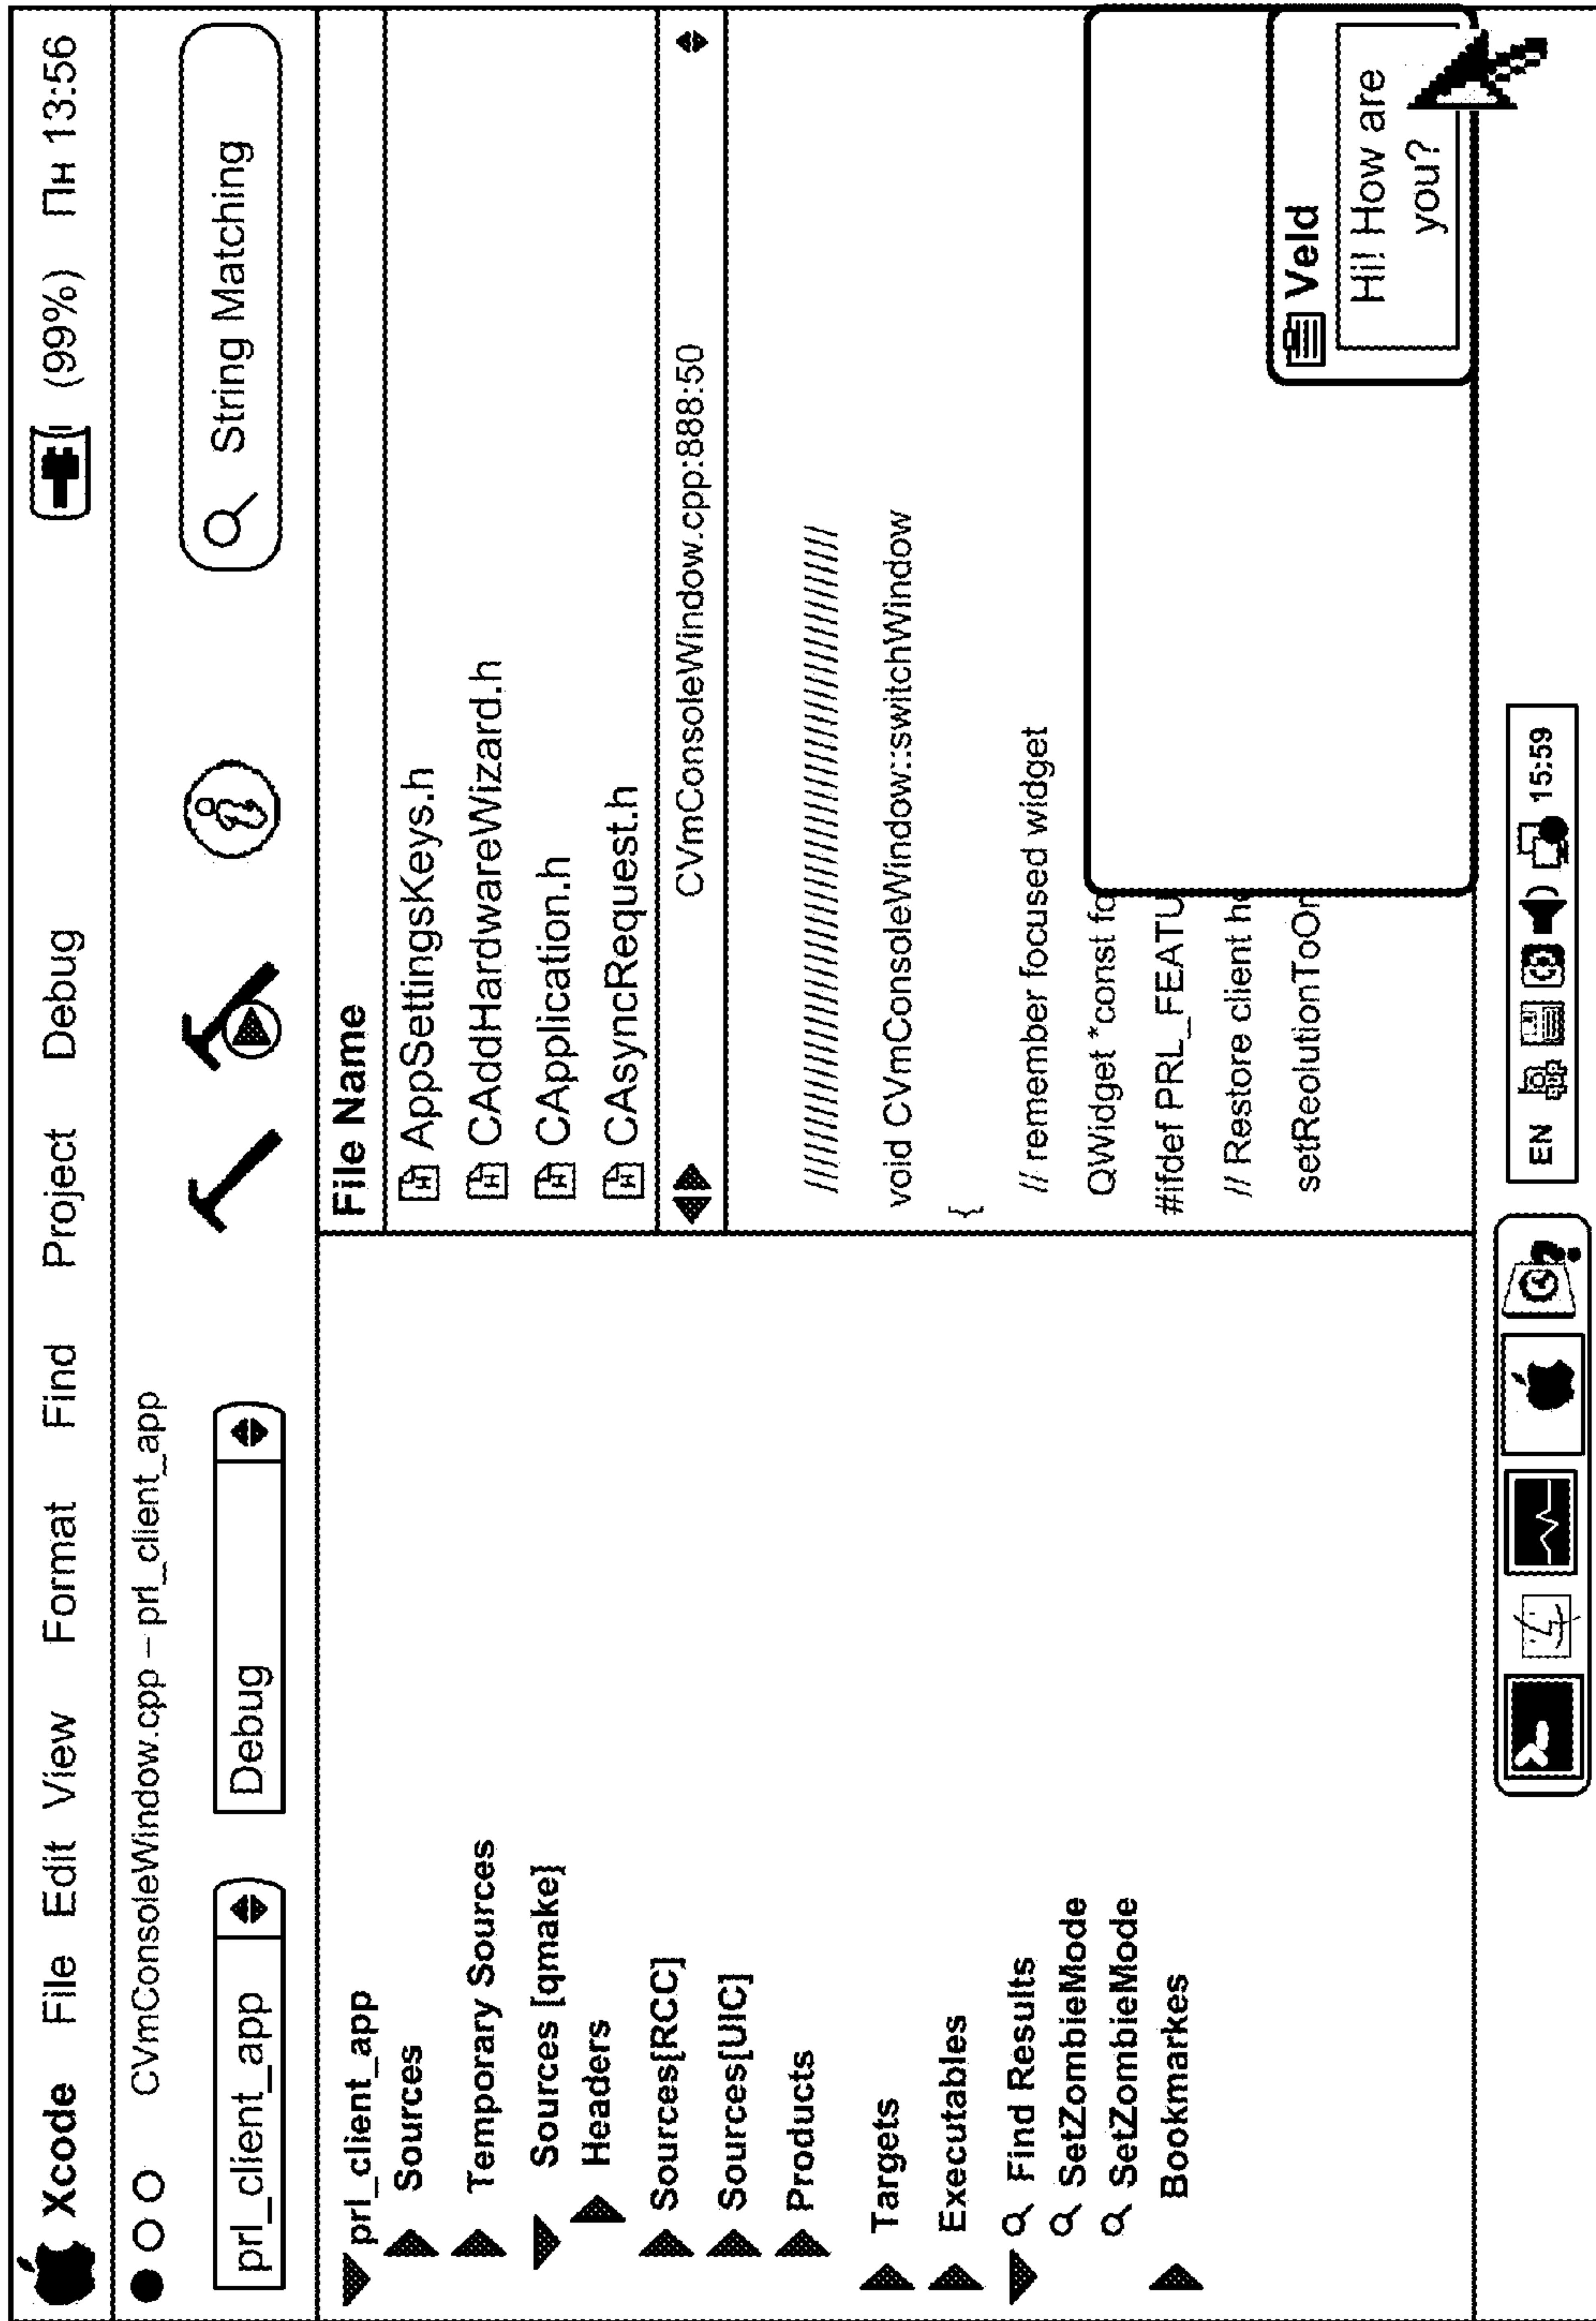 Xcode File Edit View Format Find Project Debug (99%) Пн 13:56
CVmConsoleWindow.cpp – prl_client_app
prl_client_app Debug String Matching
prl_client_app
Sources
Temporary Sources
Sources [qmake]
Headers
Sources[RCC]
Sources[UIC]
Products
Targets
Executables
Find Results
SetZombieMode
SetZombieMode
Bookmarkes
File Name
AppSettingsKeys.h
CAddHardwareWizard.h
CApplication.h
CAsyncRequest.h
CVmConsoleWindow.cpp:888:50
////////////////////////////////////////////////////////////
void CVmConsoleWindow::switchWindow
{
// remember focused widget
QWidget *const fo
#ifdef PRL_FEATU
// Restore client ho
setReolutionToOr
Veld
Hi! How are
you?
EN 15:59